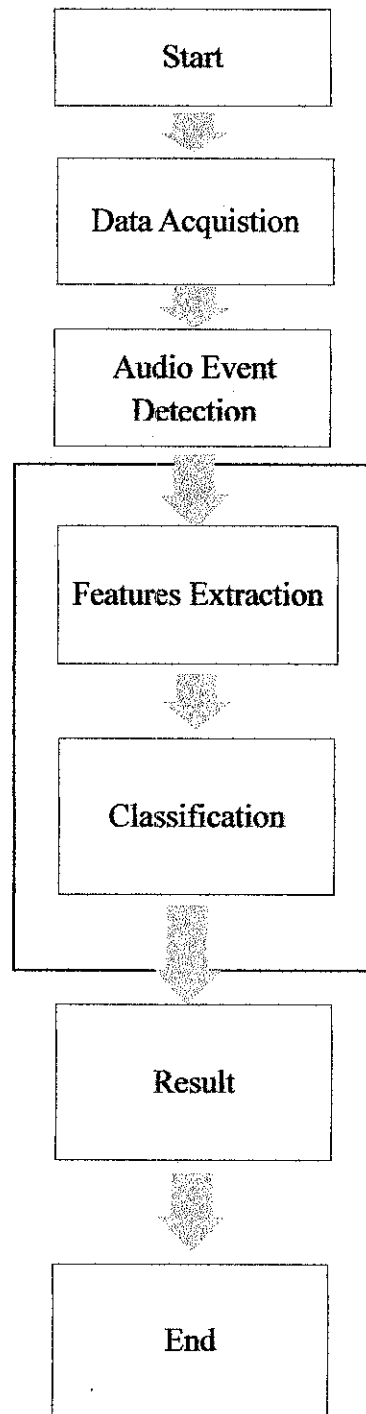 Start
Data Acquistion
Audio Event
Detection
Features Extraction
Classification
Result
End